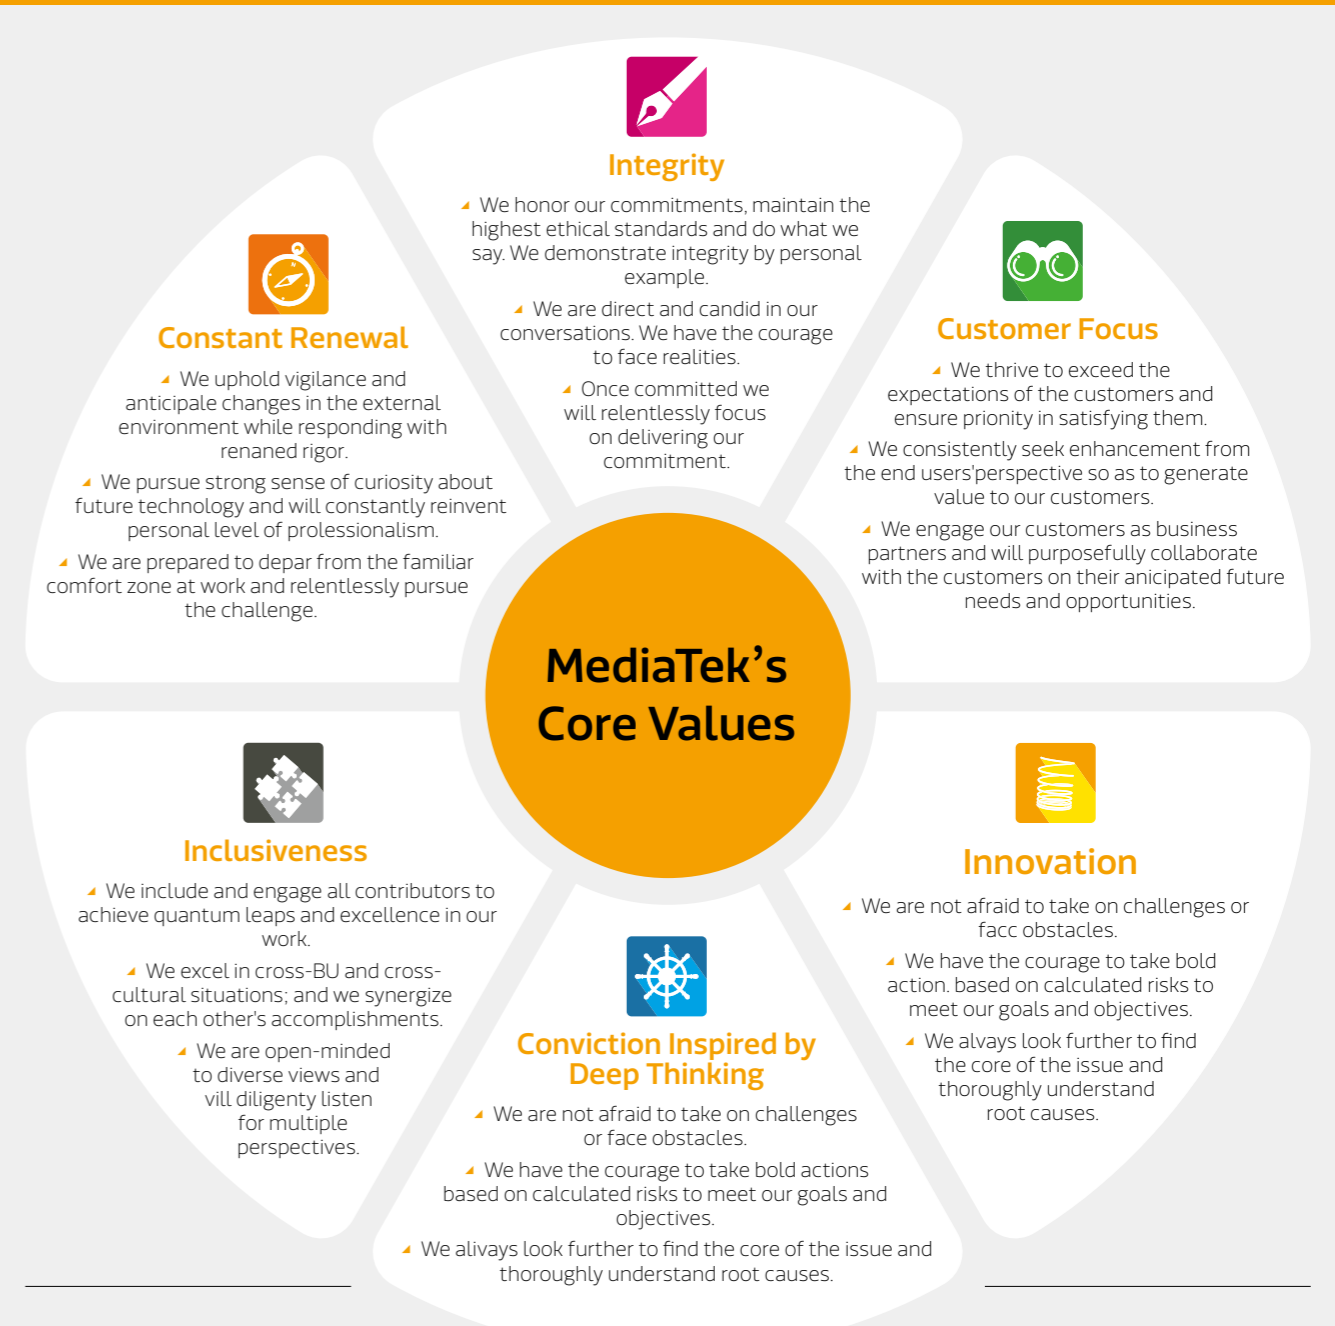 Integrity
We honor our commitments, maintain the
highest ethical standards and do what we
say. We demonstrate integrity by personal
example.
We are direct and candid in our
conversations. We have the courage
to face realities.
Once committed we
will relentlessly focus
on delivering our
commitment.
Constant Renewal
We uphold vigilance and
anticipale changes in the external
environment while responding with
renaned rigor.
We pursue strong sense of curiosity about
future technology and will constantly reinvent
personal level of prolessionalism.
We are prepared to depar from the familiar
comfort zone at work and relentlessly pursue
the challenge.
Customer Focus
We thrive to exceed the
expectations of the customers and
ensure prionity in satisfying them.
We consistently seek enhancement from
the end users'perspective so as to generate
value to our customers.
We engage our customers as business
partners and will purposefully collaborate
with the customers on their anicipated future
needs and opportunities.
MediaTek's
Core Values
Inclusiveness
We include and engage all contributors to
achieve quantum leaps and excellence in our
work.
We excel in cross-BU and cross-
cultural situations; and we synergize
on each other's accomplishments.
We are open-minded
to diverse views and
vill diligenty listen
for multiple
perspectives.
Innovation
We are not afraid to take on challenges or
facc obstacles.
We have the courage to take bold
action. based on calculated risks to
meet our goals and objectives.
We alvays look further to find
the core of the issue and
thoroughly understand
root causes.
Conviction Inspired by
Deep Thinking
We are not afraid to take on challenges
or face obstacles.
We have the courage to take bold actions
based on calculated risks to meet our goals and
objectives.
We alivays look further to find the core of the issue and
thoroughly understand root causes.